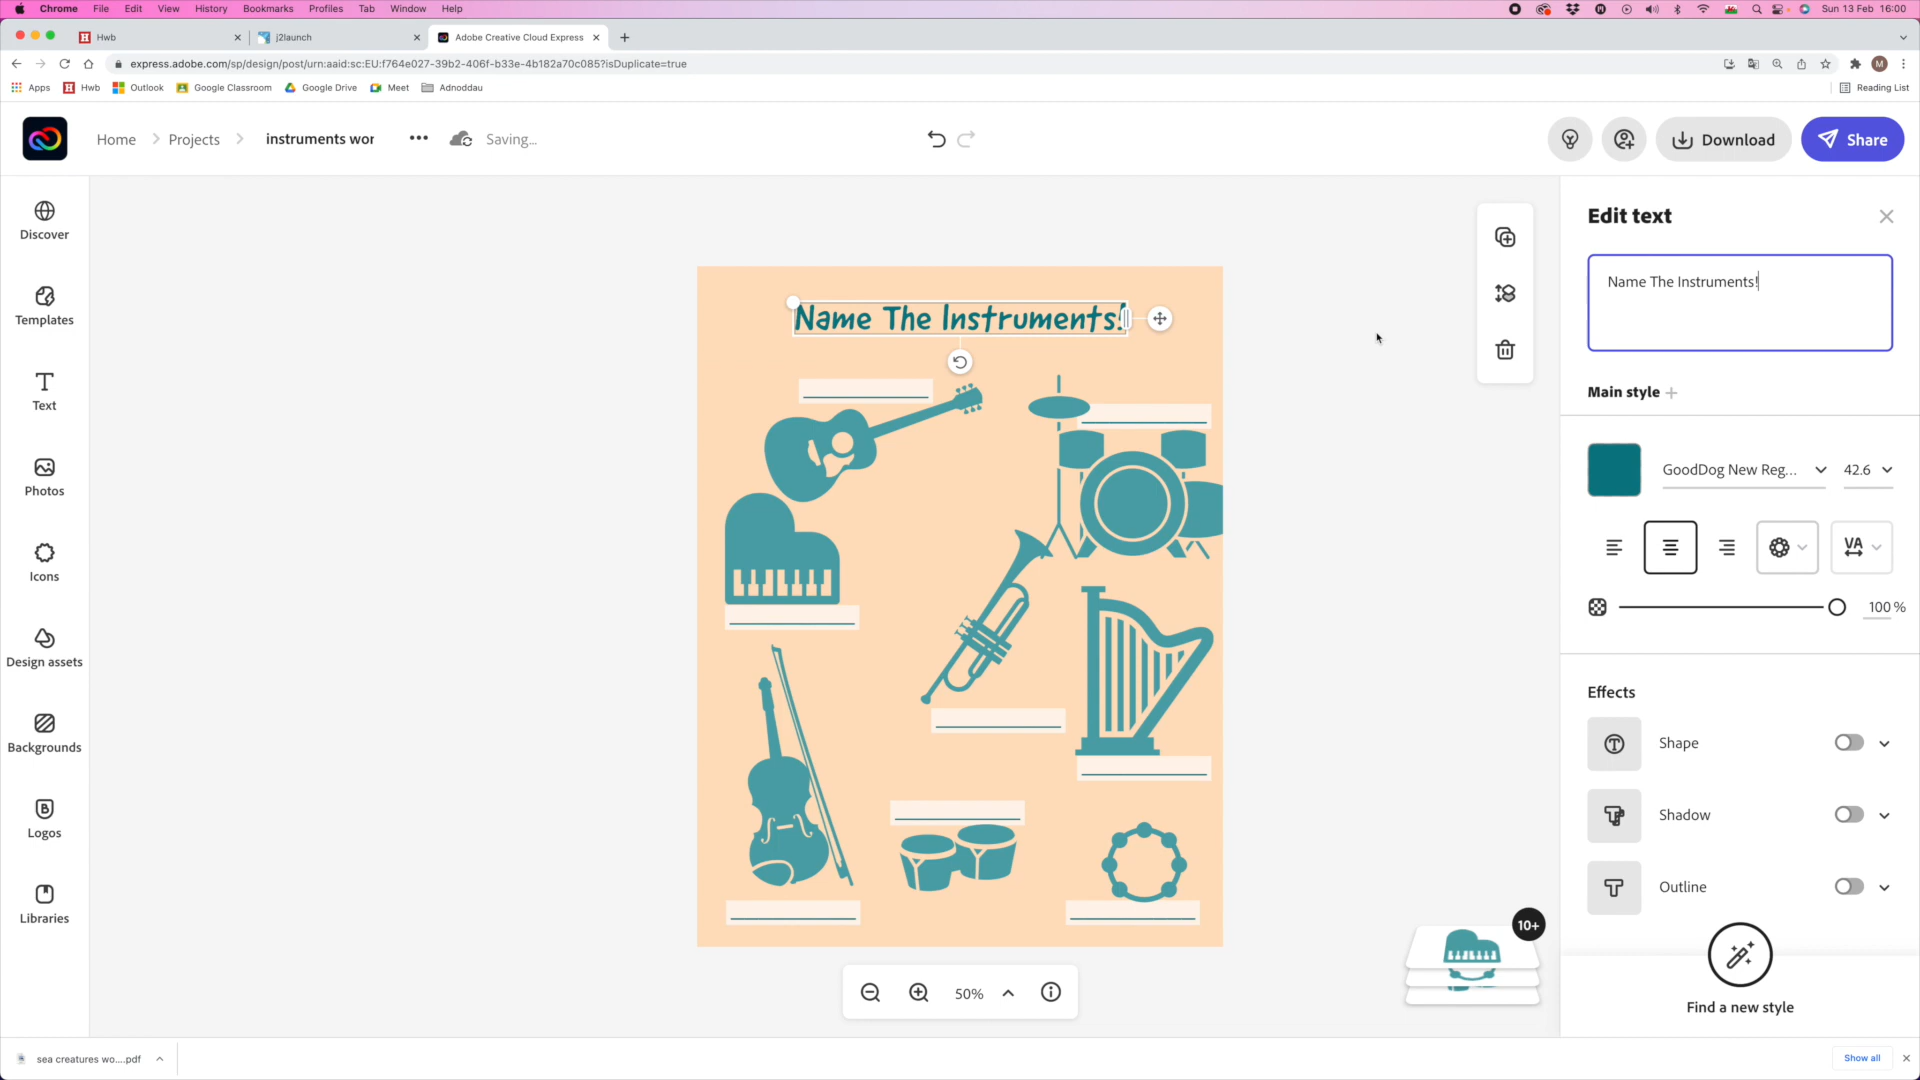 Chrome File Edit View History Bookmarks Profiles Tab Window Help Sun 13 Feb 16:00
Hwb j2launch Adobe Creative Cloud Express
express.adobe.com/sp/design/post/urn:aaid:sc:EU:f764e027-39b2-406f-b33e-4b182a70c085?isDuplicate=true M
Apps Hwb Outlook Google Classroom Google Drive Meet Adnoddau Reading List
Home Projects instruments wor Saving... Download Share
Discover
Templates
Text
Photos
Icons
Design assets
Backgrounds
Logos
Libraries
Name The Instruments!
50%
10+
Edit text
Name The Instruments!
Main style
GoodDog New Reg... 42.6
VA
100 %
Effects
Shape
Shadow
Outline
Find a new style
sea creatures wo....pdf
Show all